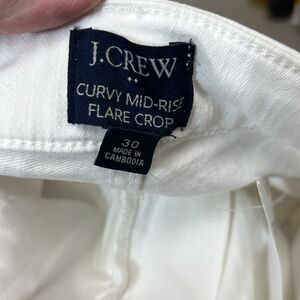 J.CREW
CURVY MID-RISE
FLARE CROP
30
MADE IN
CAMBODIA